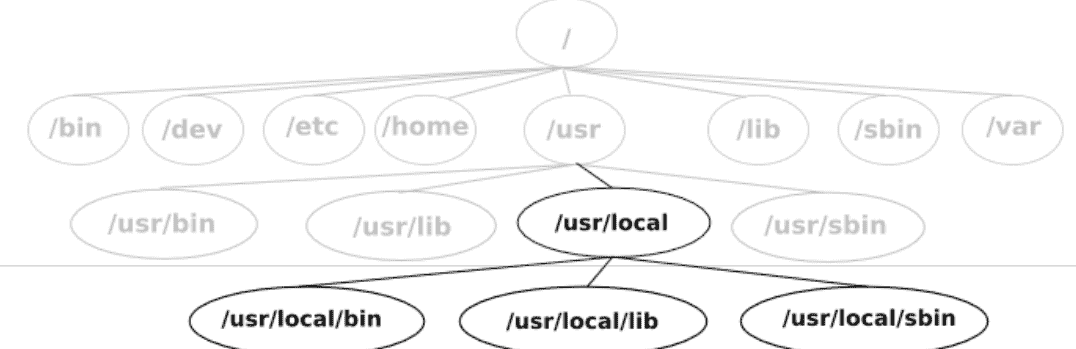 /
/bin /dev /etc /home /usr /lib /sbin /var
/usr/bin /usr/lib /usr/local /usr/sbin
/usr/local/bin /usr/local/lib /usr/local/sbin